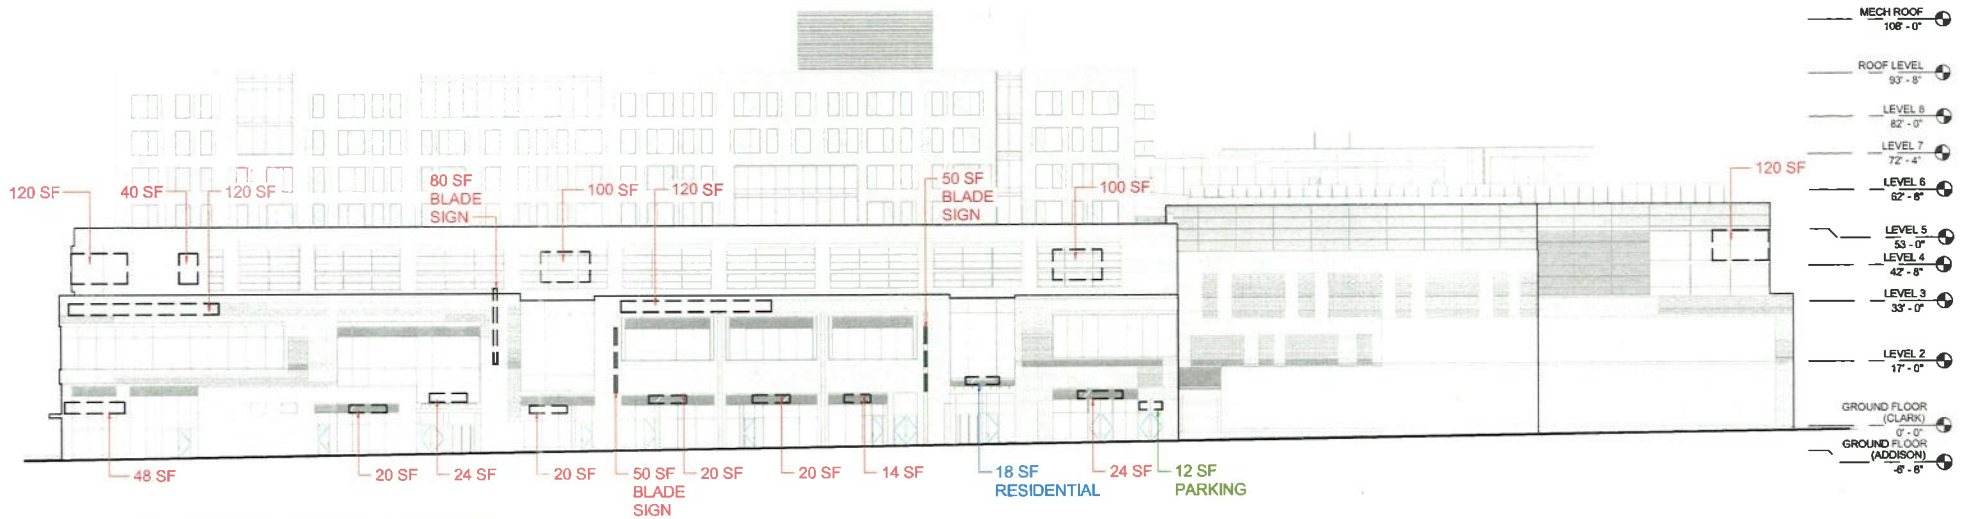 MECH ROOF
108' - 0"
ROOF LEVEL
93' - 8"
LEVEL 8
82' - 0"
LEVEL 7
72' - 4"
LEVEL 6
62' - 8"
LEVEL 5
53' - 0"
LEVEL 4
42' - 8"
LEVEL 3
33' - 0"
LEVEL 2
17' - 0"
GROUND FLOOR
(CLARK)
0' - 0"
GROUND FLOOR
(ADDISON)
-6' - 6"
120 SF
40 SF
120 SF
80 SF
BLADE
SIGN
100 SF
120 SF
50 SF
BLADE
SIGN
100 SF
120 SF
48 SF
20 SF
24 SF
20 SF
50 SF
BLADE
SIGN
20 SF
20 SF
14 SF
18 SF
RESIDENTIAL
24 SF
12 SF
PARKING